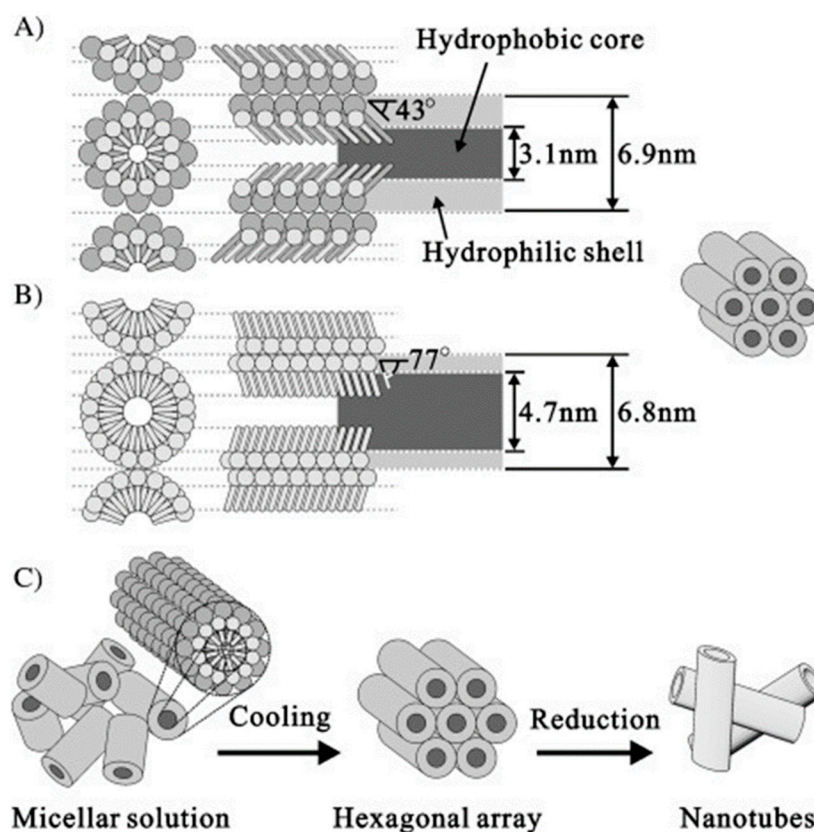 A)
Hydrophobic core
43°
3.1nm
6.9nm
Hydrophilic shell
B)
77°
4.7nm
6.8nm
C)
Cooling
Reduction
Micellar solution
Hexagonal array
Nanotubes